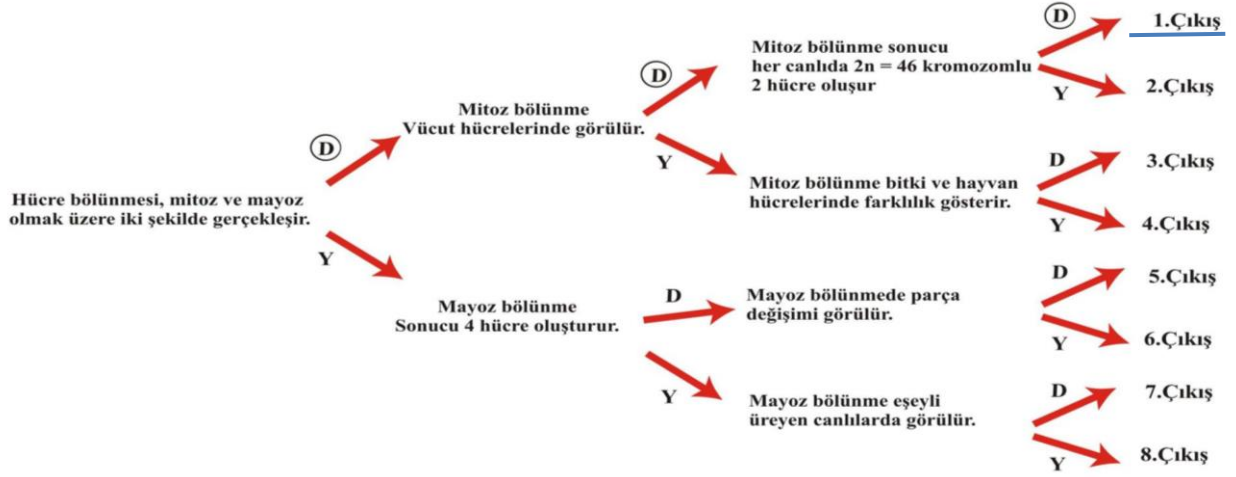 Hücre bölünmesi, mitoz ve mayoz
olmak üzere iki şekilde gerçekleşir.
D
Y
Mitoz bölünme
Vücut hücrelerinde görülür.
D
Y
Mayoz bölünme
Sonucu 4 hücre oluşturur.
D
Y
Mitoz bölünme sonucu
her canlıda 2n = 46 kromozomlu
2 hücre oluşur
D
Y
Mitoz bölünme bitki ve hayvan
hücrelerinde farklılık gösterir.
D
Y
Mayoz bölünmede parça
değişimi görülür.
D
Y
Mayoz bölünme eşeyli
üreyen canlılarda görülür.
D
Y
1.Çıkış
2.Çıkış
3.Çıkış
4.Çıkış
5.Çıkış
6.Çıkış
7.Çıkış
8.Çıkış